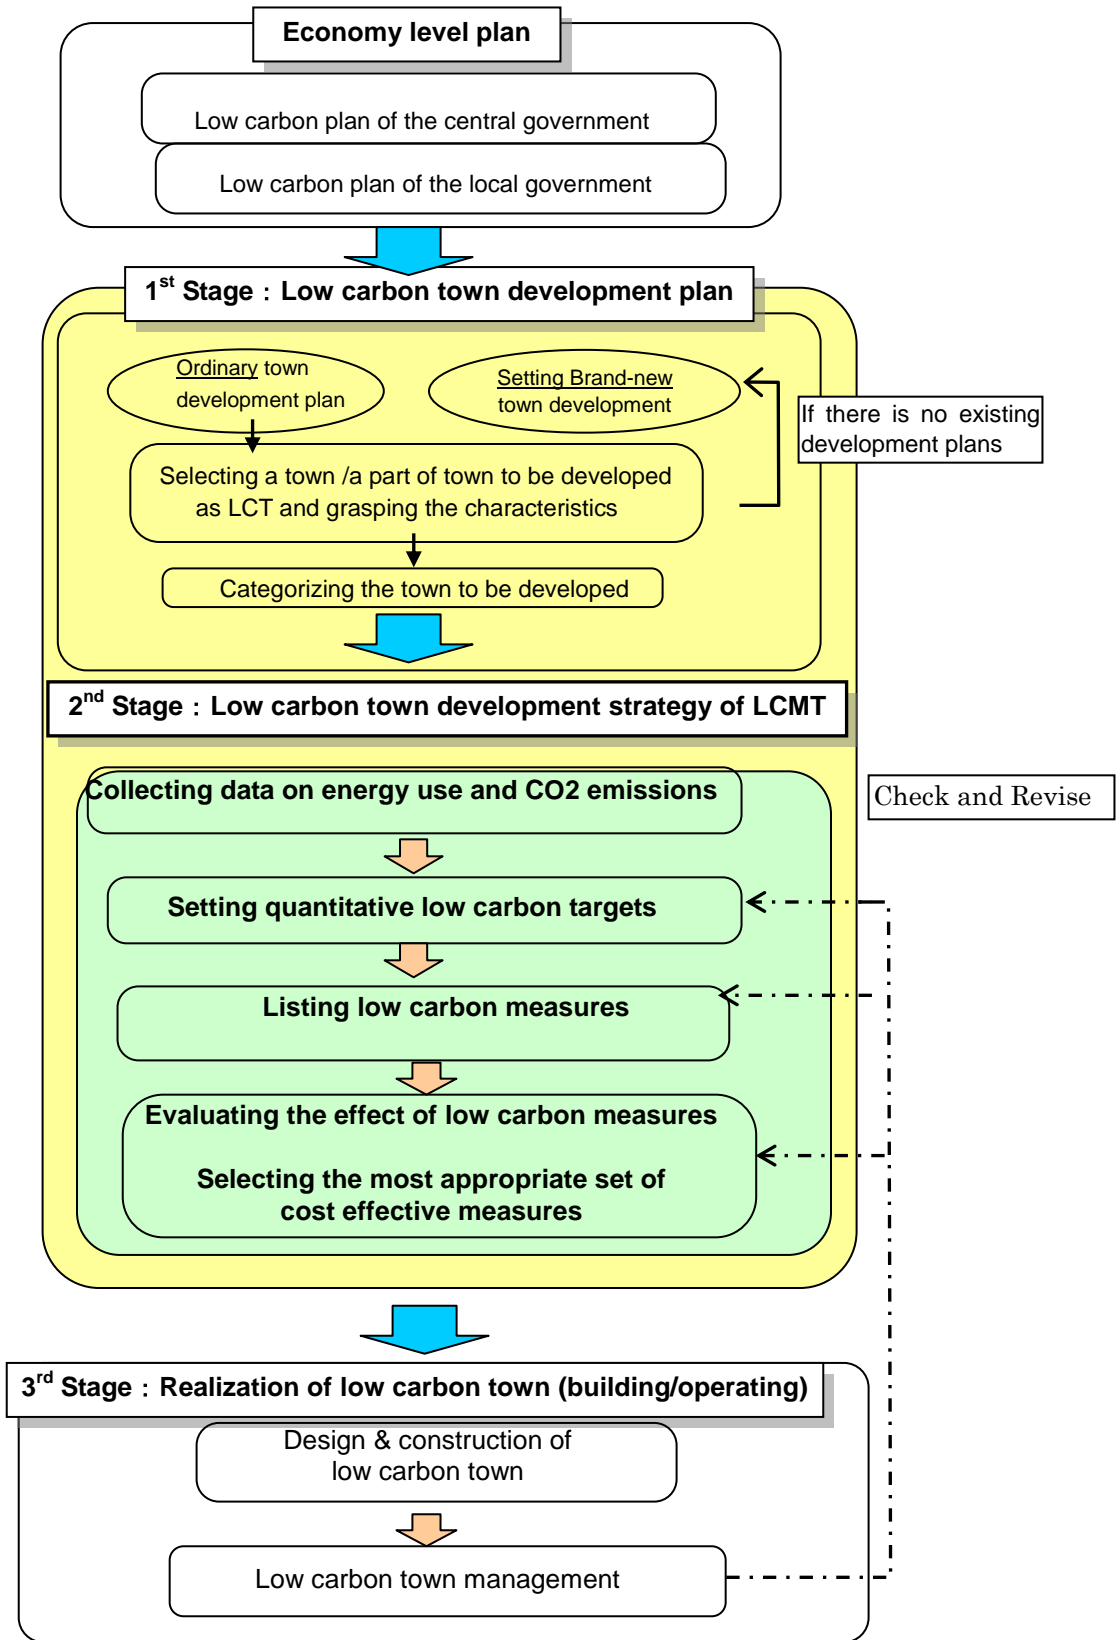 Economy level plan
Low carbon plan of the central government
Low carbon plan of the local government
1st Stage : Low carbon town development plan
Ordinary town
development plan
Setting Brand-new
town development
If there is no existing
development plans
Selecting a town /a part of town to be developed
as LCT and grasping the characteristics
Categorizing the town to be developed
2nd Stage : Low carbon town development strategy of LCMT
Collecting data on energy use and CO2 emissions
Check and Revise
Setting quantitative low carbon targets
Listing low carbon measures
Evaluating the effect of low carbon measures
Selecting the most appropriate set of
cost effective measures
3rd Stage : Realization of low carbon town (building/operating)
Design & construction of
low carbon town
Low carbon town management